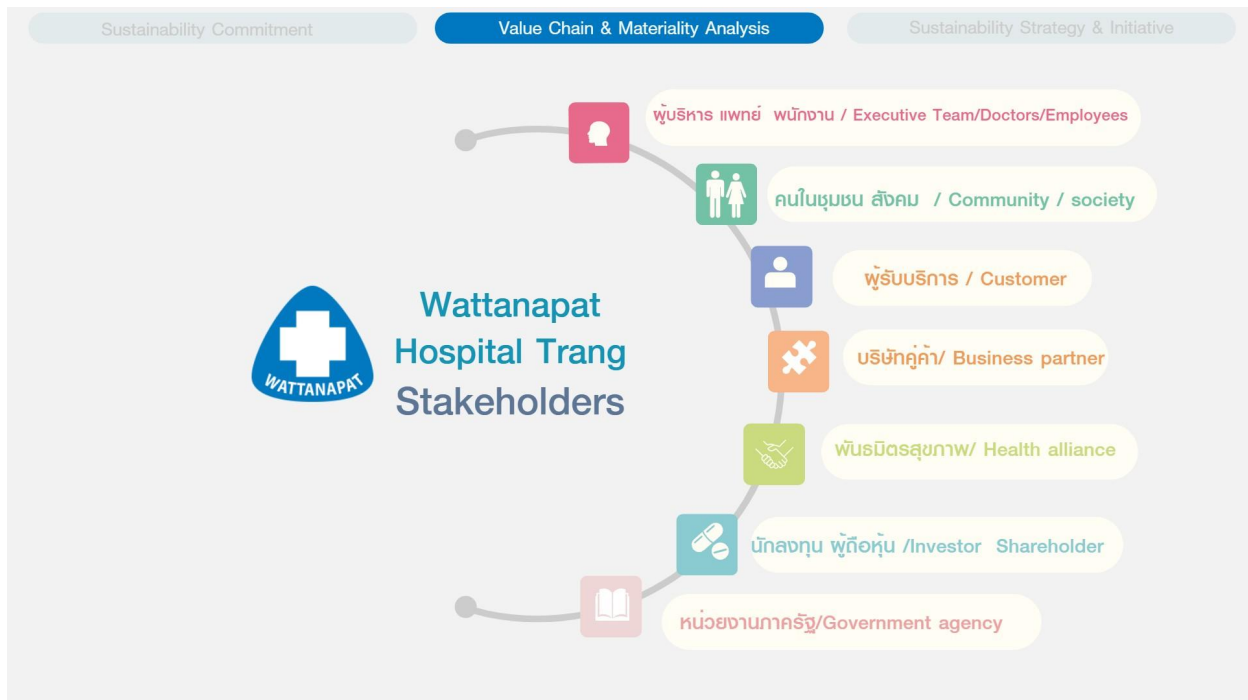 Sustainability Commitment
Value Chain & Materiality Analysis
Sustainability Strategy & Initiative
ผู้บริหาร แพทย์ พนักงาน / Executive Team/Doctors/Employees
คนในชุมชน สังคม / Community / society
ผู้รับบริการ / Customer
บริษัทคู่ค้า/ Business partner
พันธมิตรสุขภาพ/ Health alliance
นักลงทุน ผู้ถือหุ้น /Investor Shareholder
หน่วยงานภาครัฐ/Government agency
WATTANAPAT
Wattanapat
Hospital Trang
Stakeholders